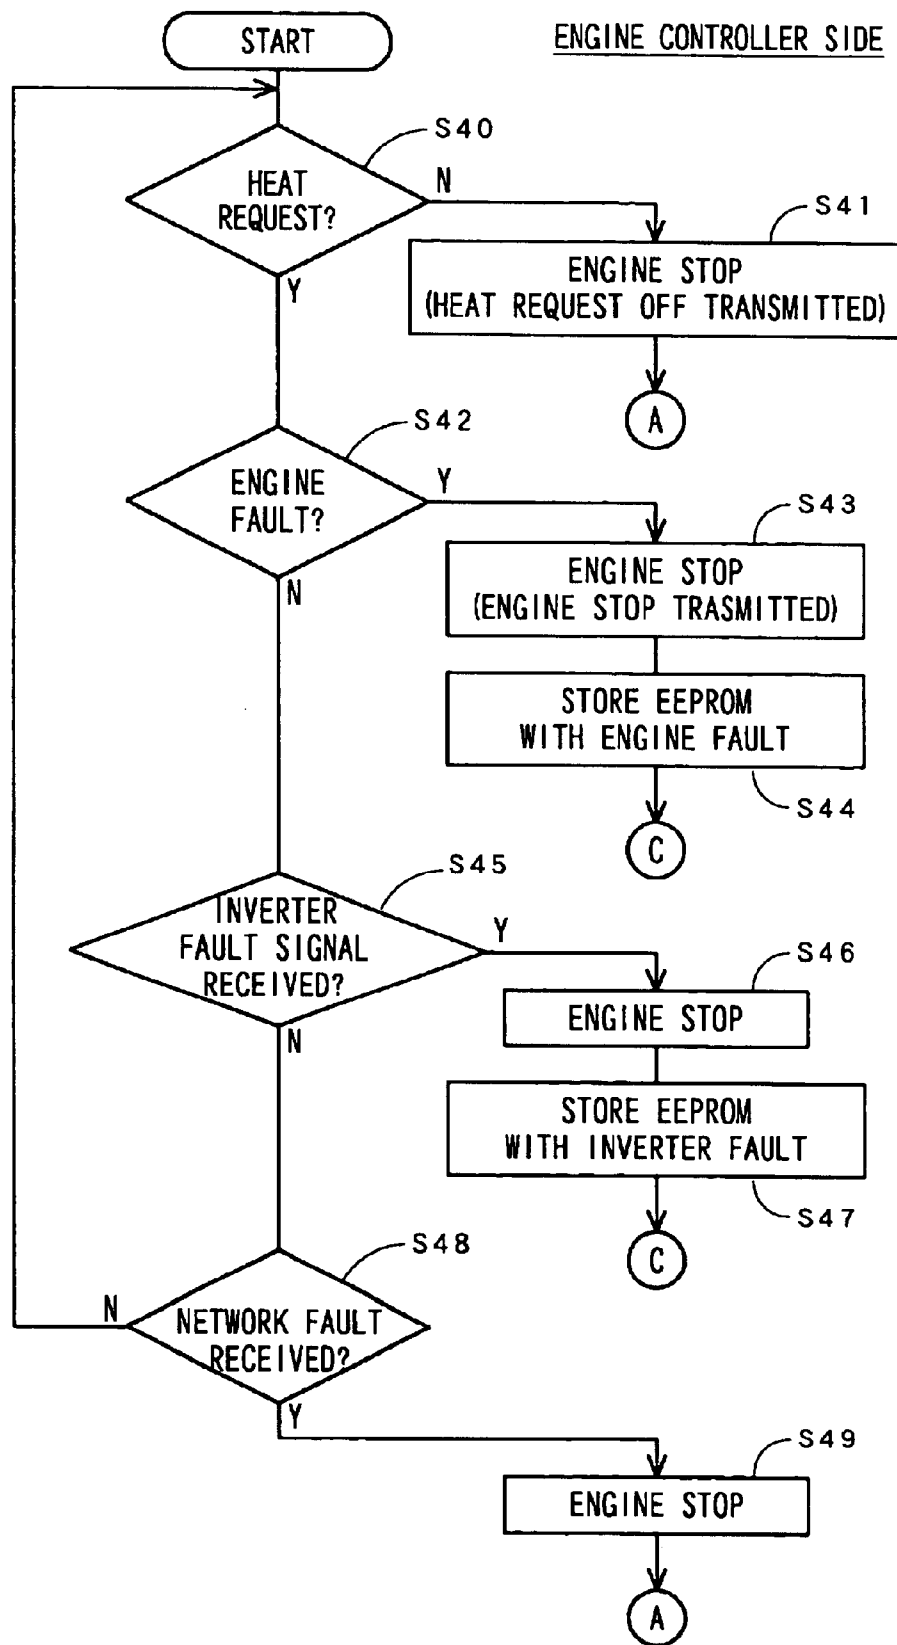 START
ENGINE CONTROLLER SIDE
S40
HEAT
REQUEST?
N
Y
S41
ENGINE STOP
(HEAT REQUEST OFF TRANSMITTED)
A
S42
ENGINE
FAULT?
Y
N
S43
ENGINE STOP
(ENGINE STOP TRASMITTED)
STORE EEPROM
WITH ENGINE FAULT
S44
C
S45
INVERTER
FAULT SIGNAL
RECEIVED?
Y
N
S46
ENGINE STOP
STORE EEPROM
WITH INVERTER FAULT
S47
C
S48
NETWORK FAULT
RECEIVED?
N
Y
S49
ENGINE STOP
A